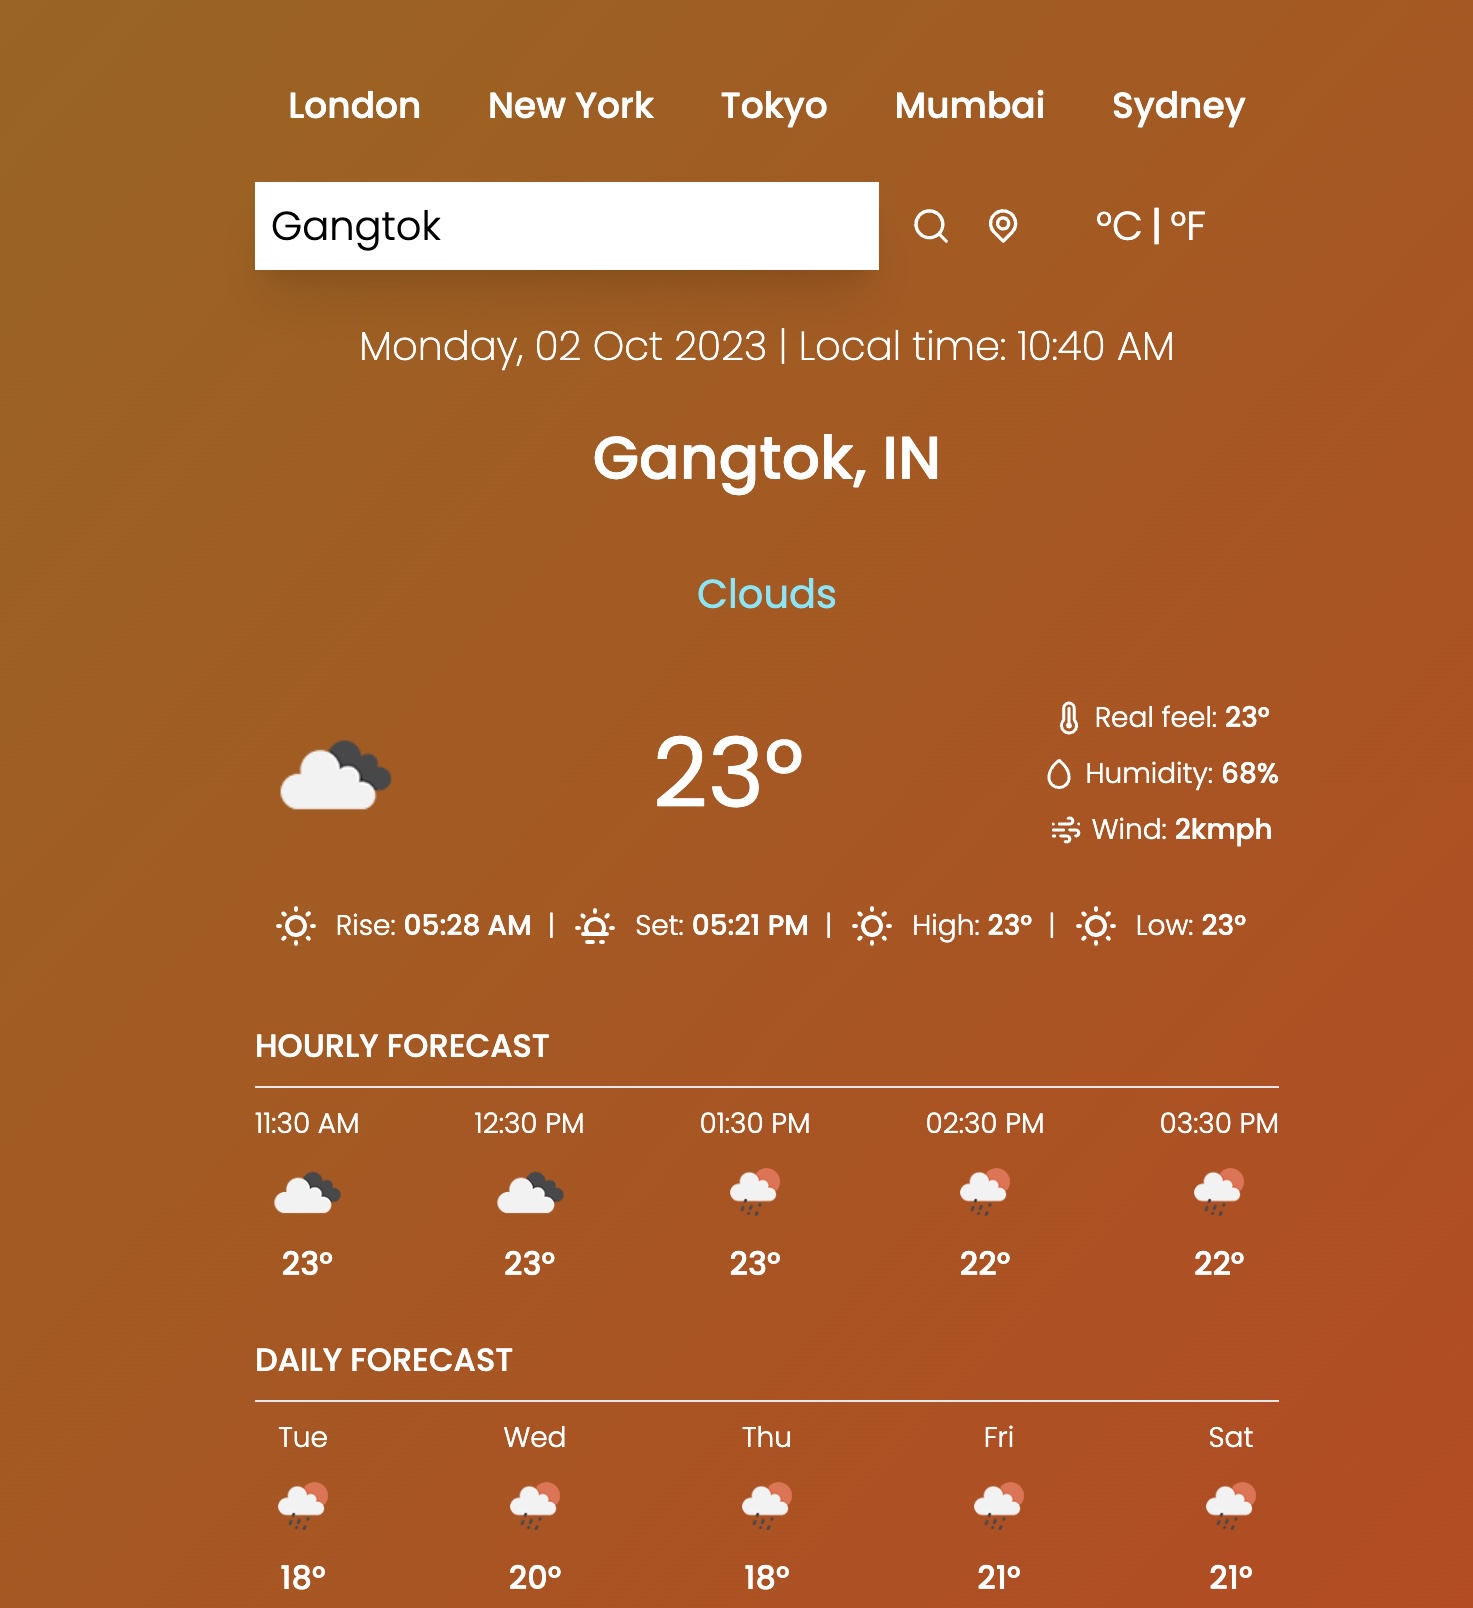 London New York Tokyo Mumbai Sydney
Gangtok
°C | °F
Monday, 02 Oct 2023 | Local time: 10:40 AM
Gangtok, IN
Clouds
23°
Real feel: 23°
Humidity: 68%
Wind: 2kmph
Rise: 05:28 AM | Set: 05:21 PM | High: 23° | Low: 23°
HOURLY FORECAST
11:30 AM 12:30 PM 01:30 PM 02:30 PM 03:30 PM
23° 23° 23° 22° 22°
DAILY FORECAST
Tue Wed Thu Fri Sat
18° 20° 18° 21° 21°